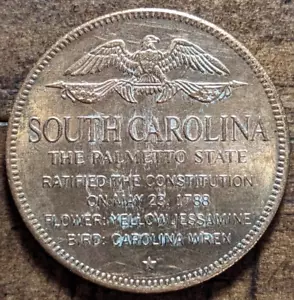 SOUTH CAROLINA
THE PALMETTO STATE
RATIFIED THE CONSTITUTION
ON MAY 23, 1788
FLOWER: YELLOW JESSAMINE
BIRD: CAROLINA WREN